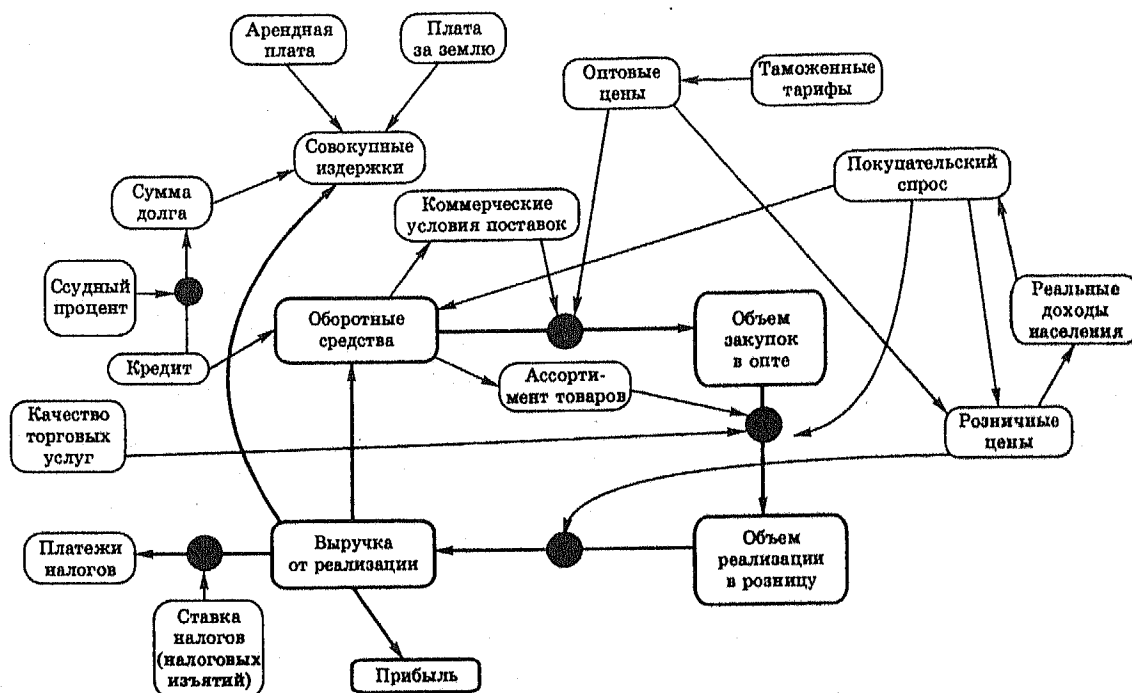 Арендная
плата
Плата
за землю
Оптовые
цены
Таможенные
тарифы
Совокупные
издержки
Покупательский
спрос
Сумма
долга
Коммерческие
условия поставок
Ссудный
процент
Оборотные
средства
Объем
закупок
в опте
Реальные
доходы
населения
Кредит
Ассорти-
мент товаров
Качество
торговых
услуг
Розничные
цены
Платежи
налогов
Выручка
от реализации
Объем
реализации
в розницу
Ставка
налогов
(налоговых
изъятий)
Прибыль